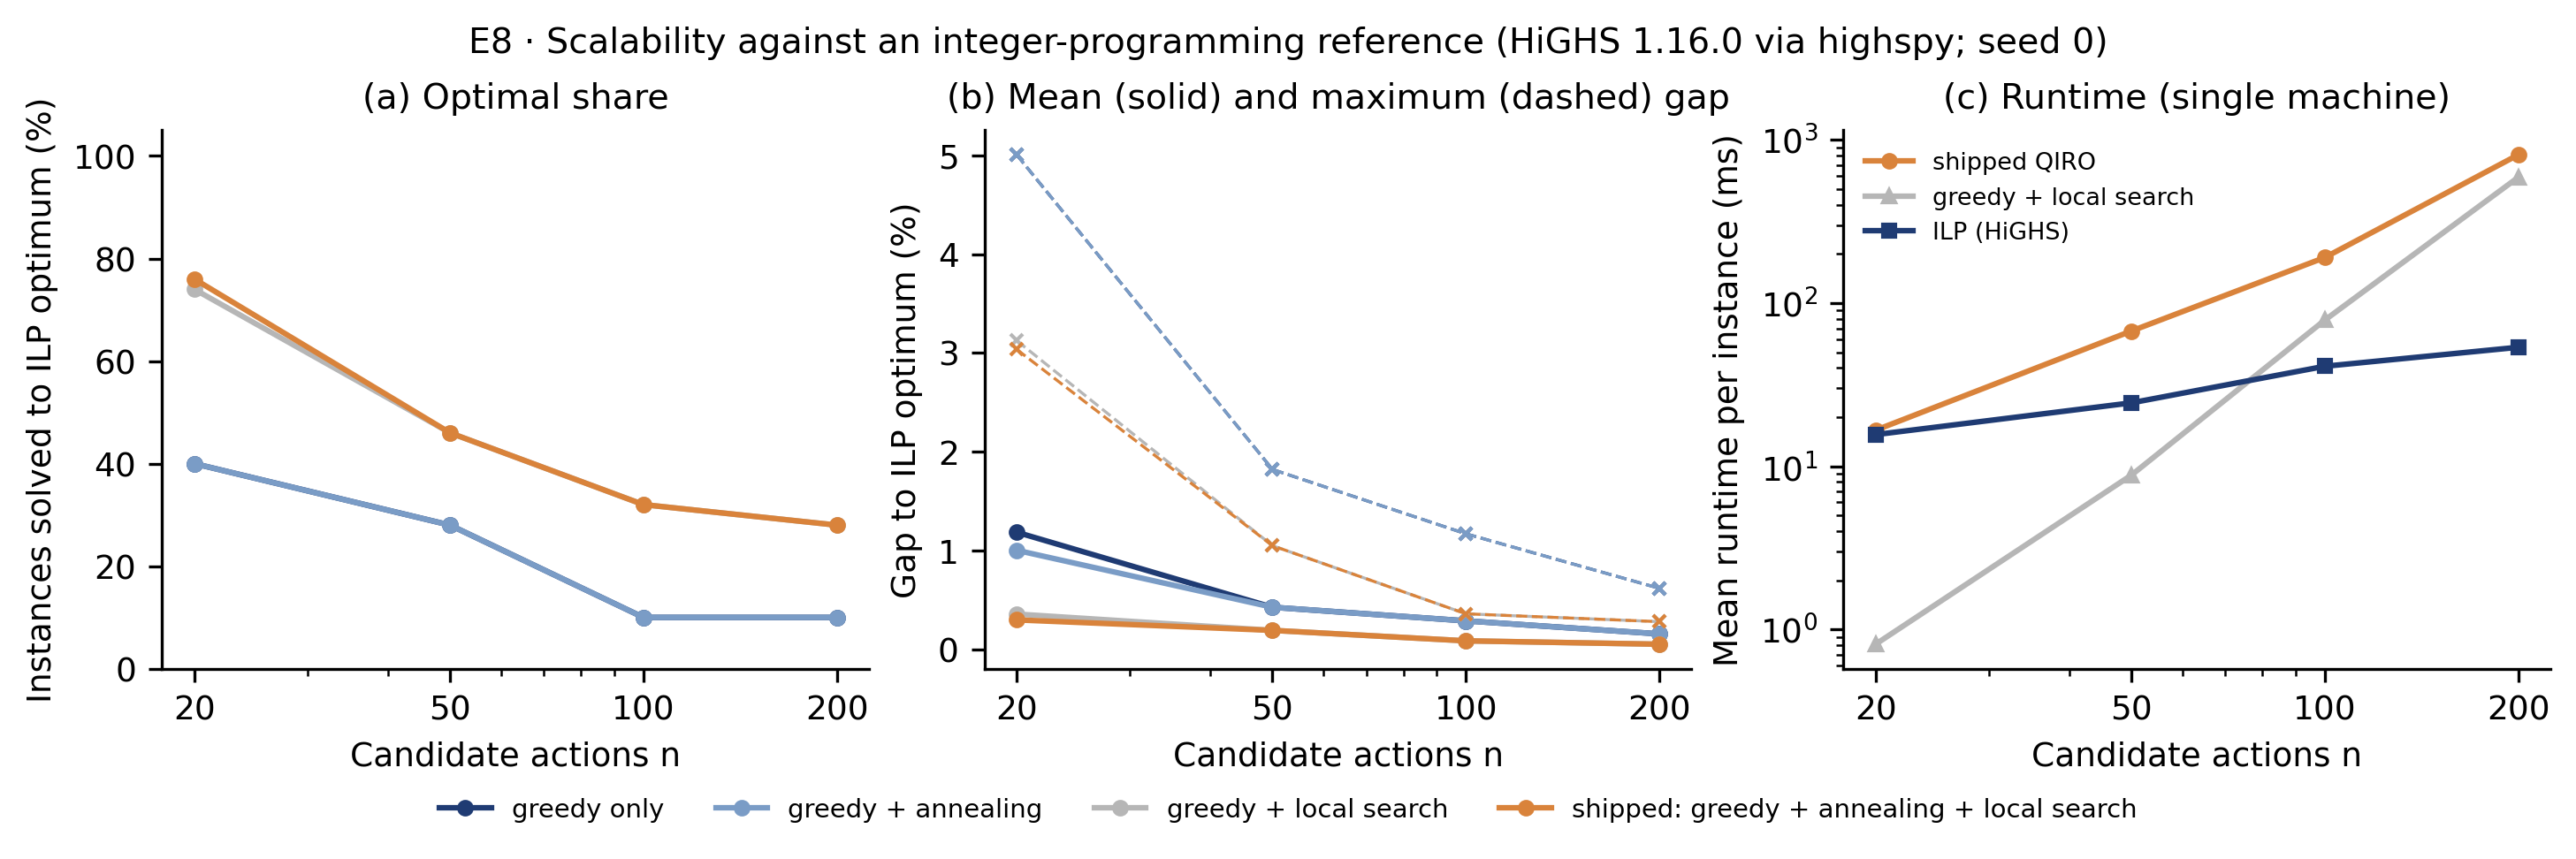 E8 · Scalability against an integer-programming reference (HiGHS 1.16.0 via highspy; seed 0)
(a) Optimal share
Instances solved to ILP optimum (%)
100
80
60
40
20
0
20 50 100 200
Candidate actions n
(b) Mean (solid) and maximum (dashed) gap
Gap to ILP optimum (%)
5
4
3
2
1
0
20 50 100 200
Candidate actions n
(c) Runtime (single machine)
Mean runtime per instance (ms)
10³
10²
10¹
10⁰
shipped QIRO
greedy + local search
ILP (HiGHS)
20 50 100 200
Candidate actions n
greedy only
greedy + annealing
greedy + local search
shipped: greedy + annealing + local search